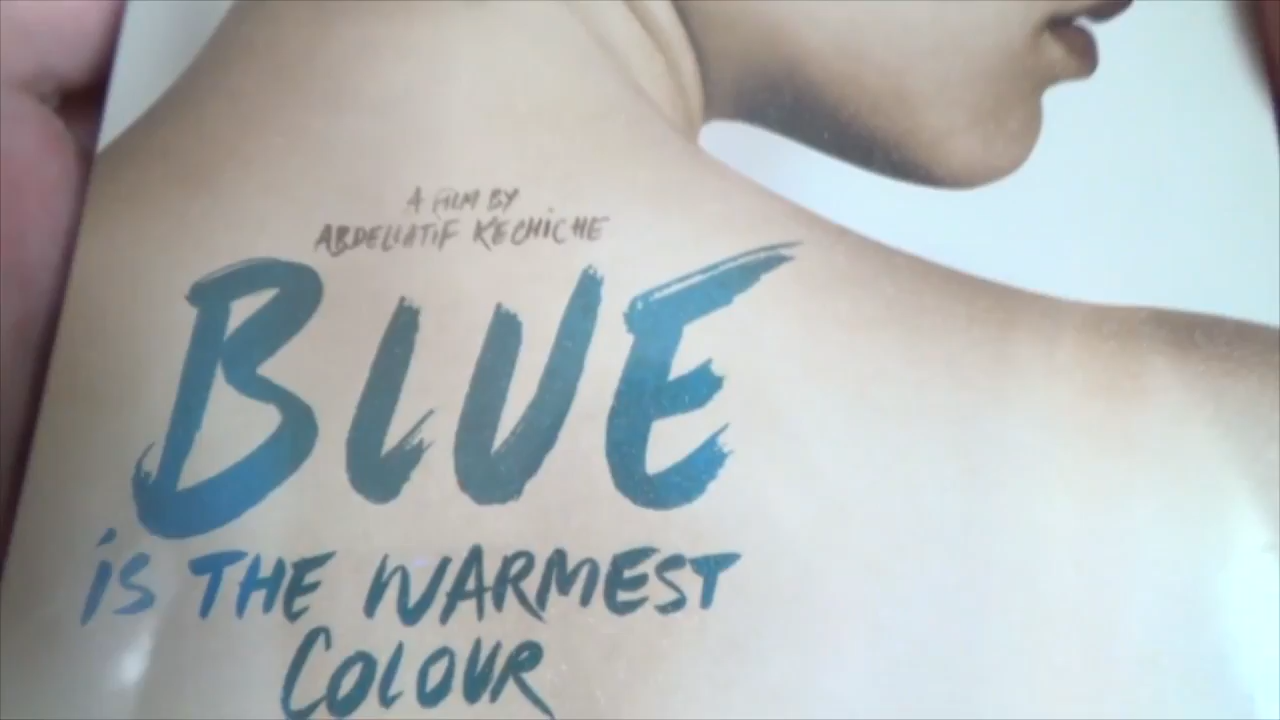 A FILM BY
ABDELLATIF KECHICHE
BLUE
iS THE WARMEST
COLOUR